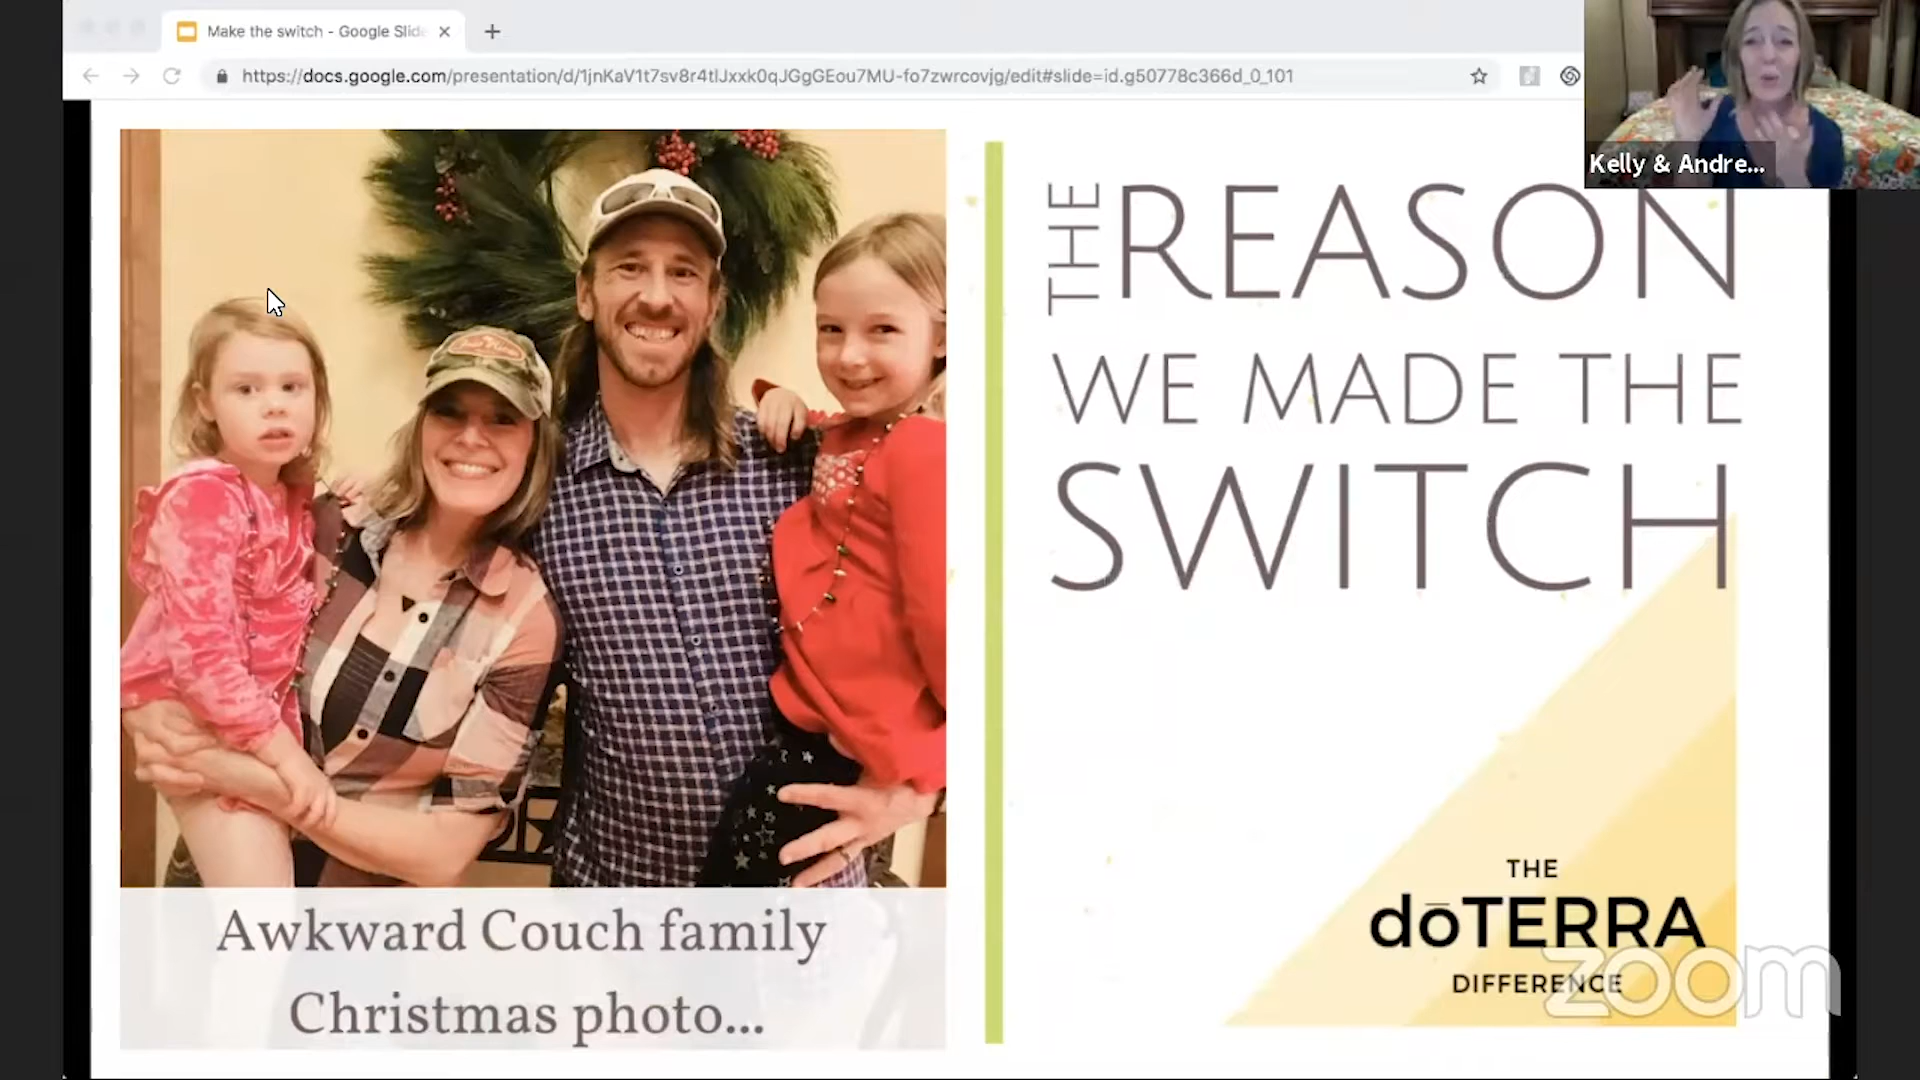 Make the switch - Google Slide
https://docs.google.com/presentation/d/1jnKaV1t7sv8r4tlJxxk0qJGgGEou7MU-fo7zwrcovjg/edit#slide=id.g50778c366d_0_101
Kelly & Andre...
THE REASON
WE MADE THE
SWITCH
Awkward Couch family
Christmas photo...
THE
dōTERRA
DIFFERENCE
zoom